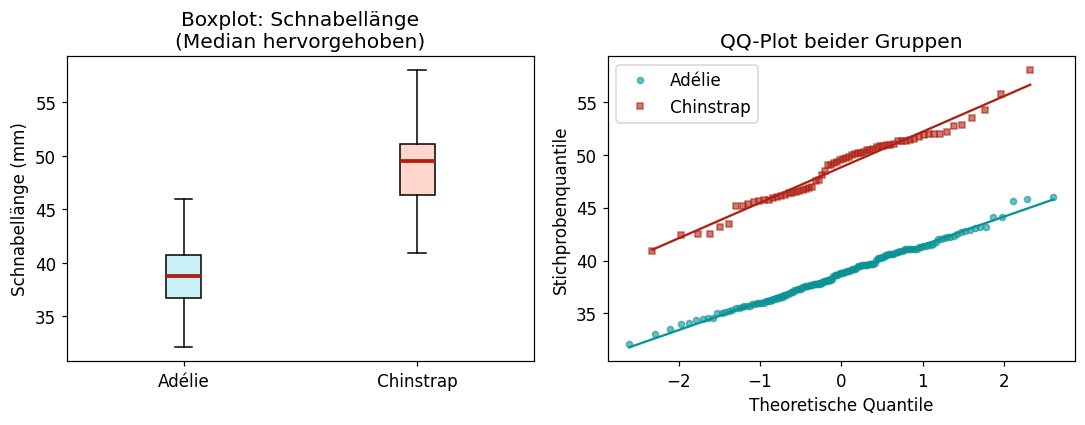 Boxplot: Schnabellänge
(Median hervorgehoben)
Schnabellänge (mm)
55
50
45
40
35
Adélie
Chinstrap
QQ-Plot beider Gruppen
Adélie
Chinstrap
Stichprobenquantile
55
50
45
40
35
−2
−1
0
1
2
Theoretische Quantile